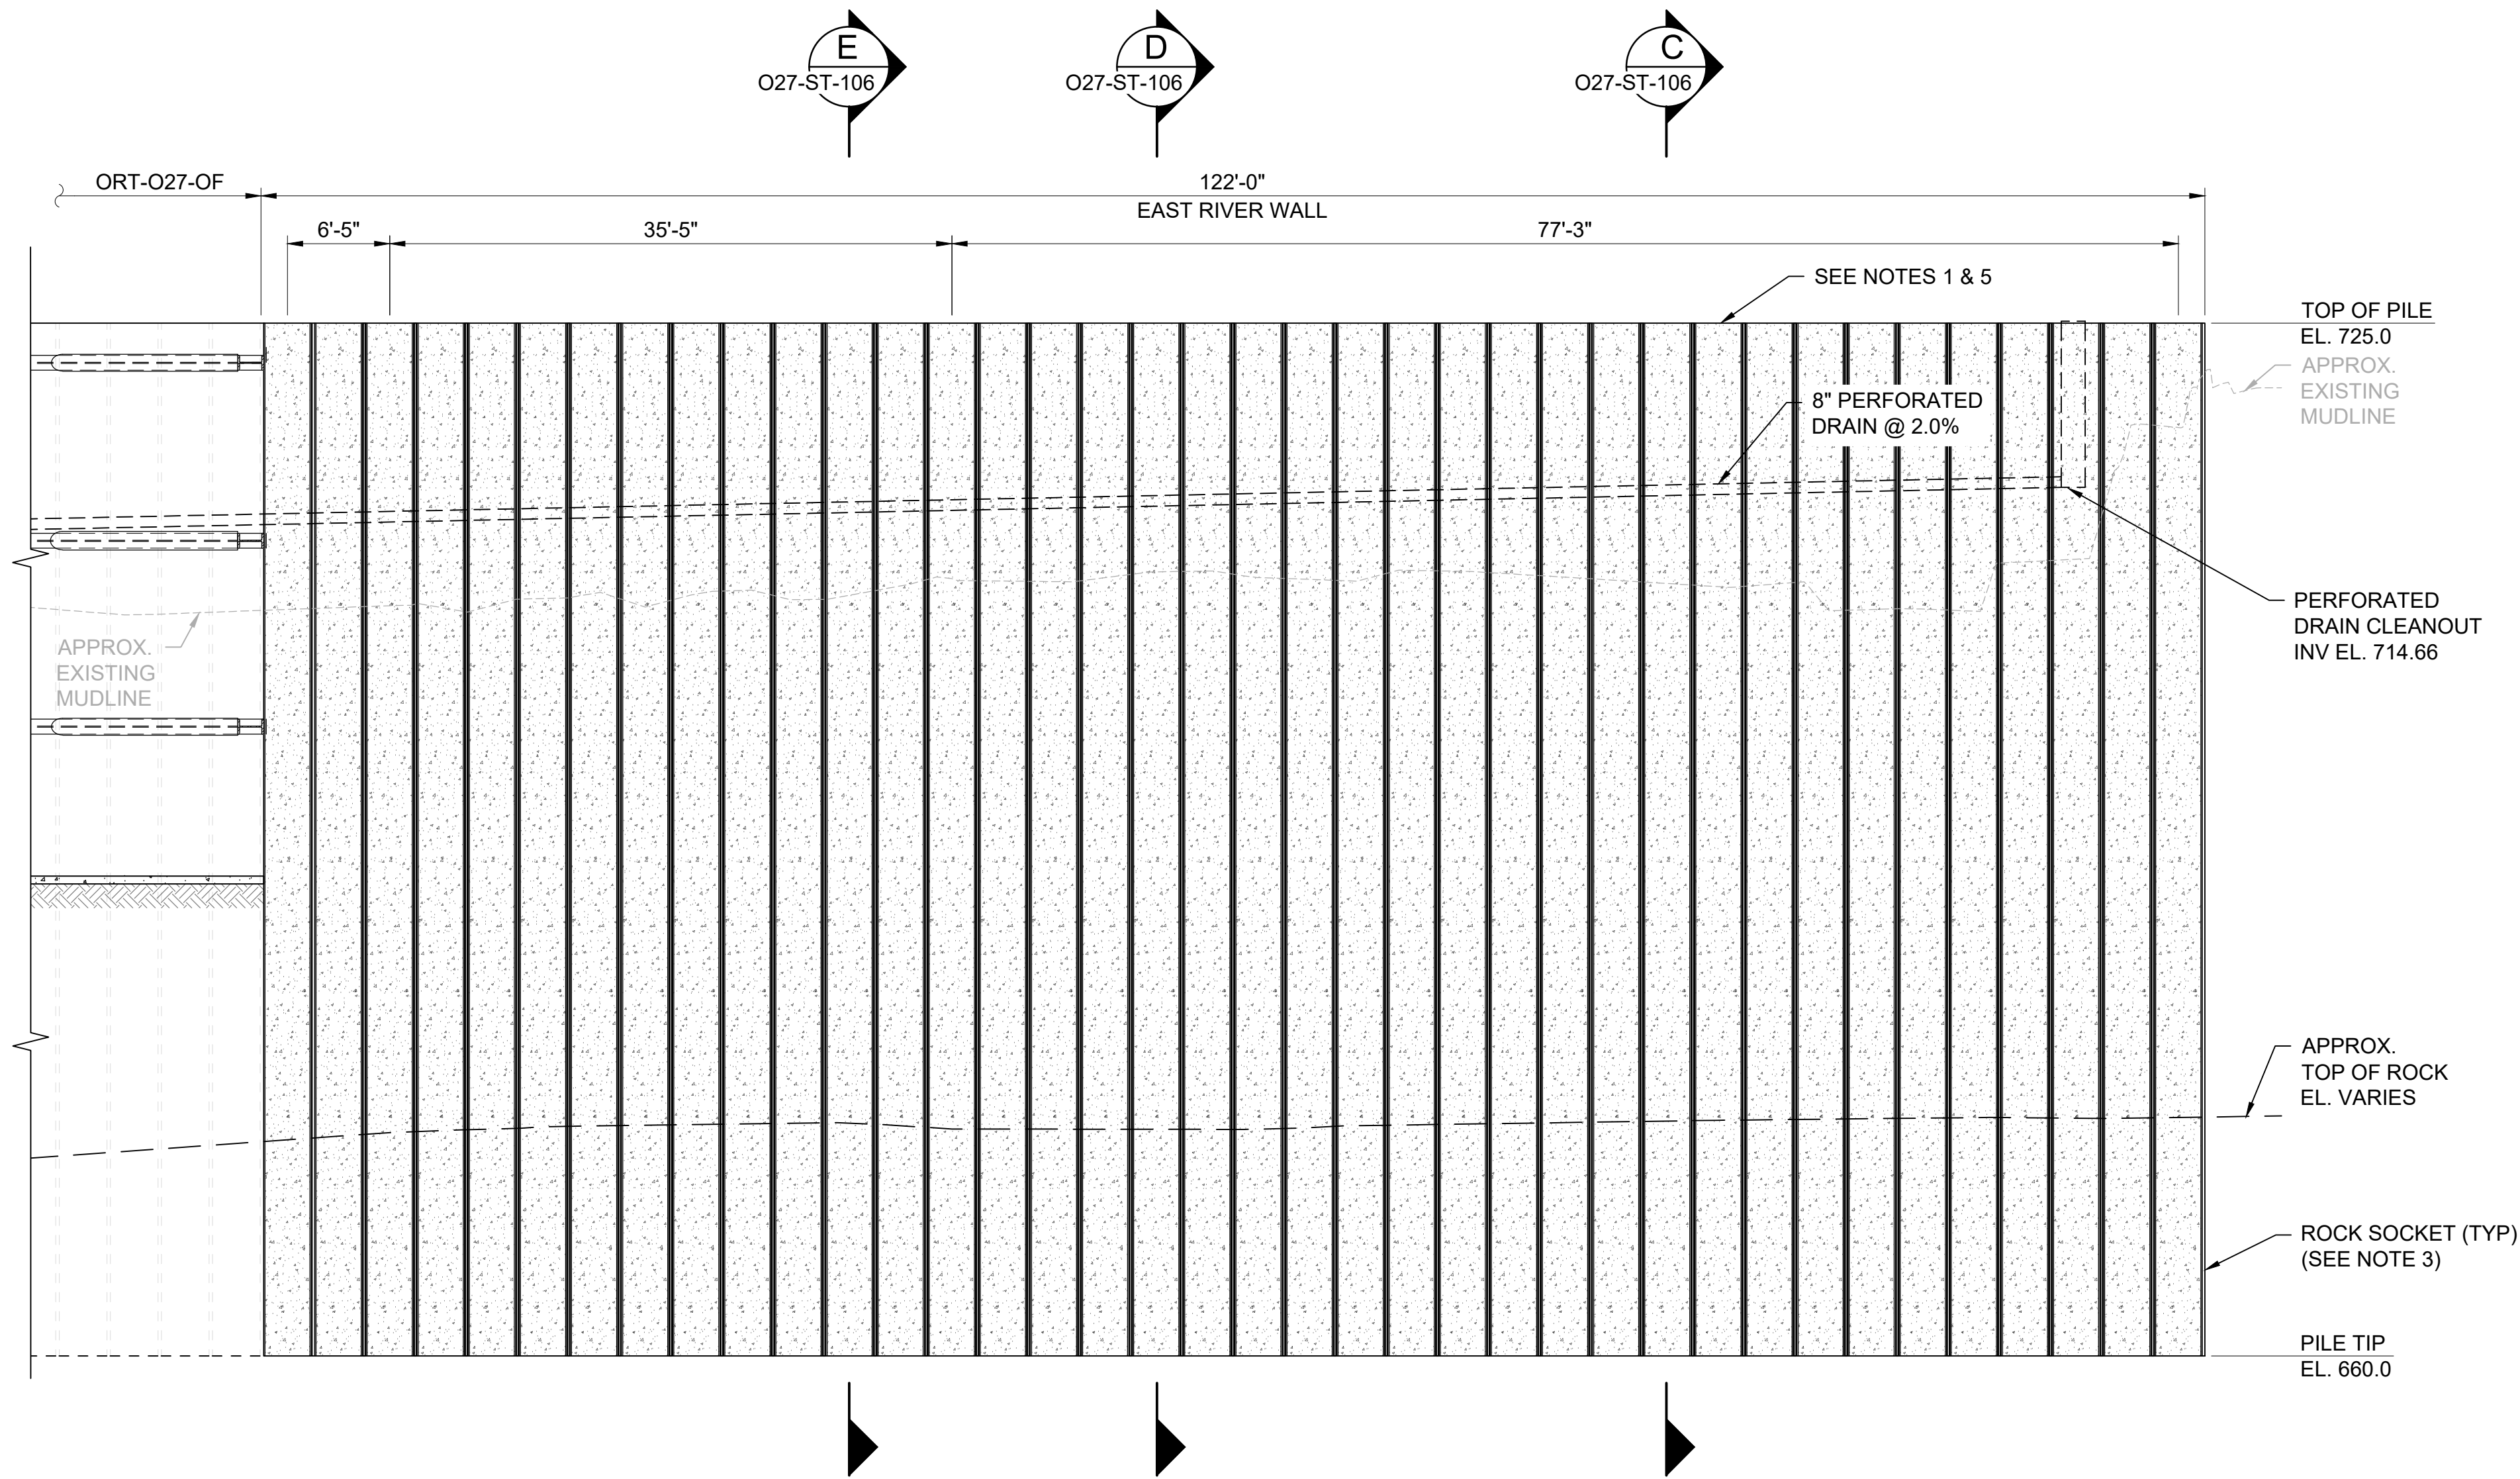 E
O27-ST-106
D
O27-ST-106
C
O27-ST-106
ORT-O27-OF
122'-0"
EAST RIVER WALL
6'-5"
35'-5"
77'-3"
SEE NOTES 1 & 5
TOP OF PILE
EL. 725.0
APPROX.
EXISTING
MUDLINE
8" PERFORATED
DRAIN @ 2.0%
PERFORATED
DRAIN CLEANOUT
INV EL. 714.66
APPROX.
EXISTING
MUDLINE
APPROX.
TOP OF ROCK
EL. VARIES
ROCK SOCKET (TYP)
(SEE NOTE 3)
PILE TIP
EL. 660.0